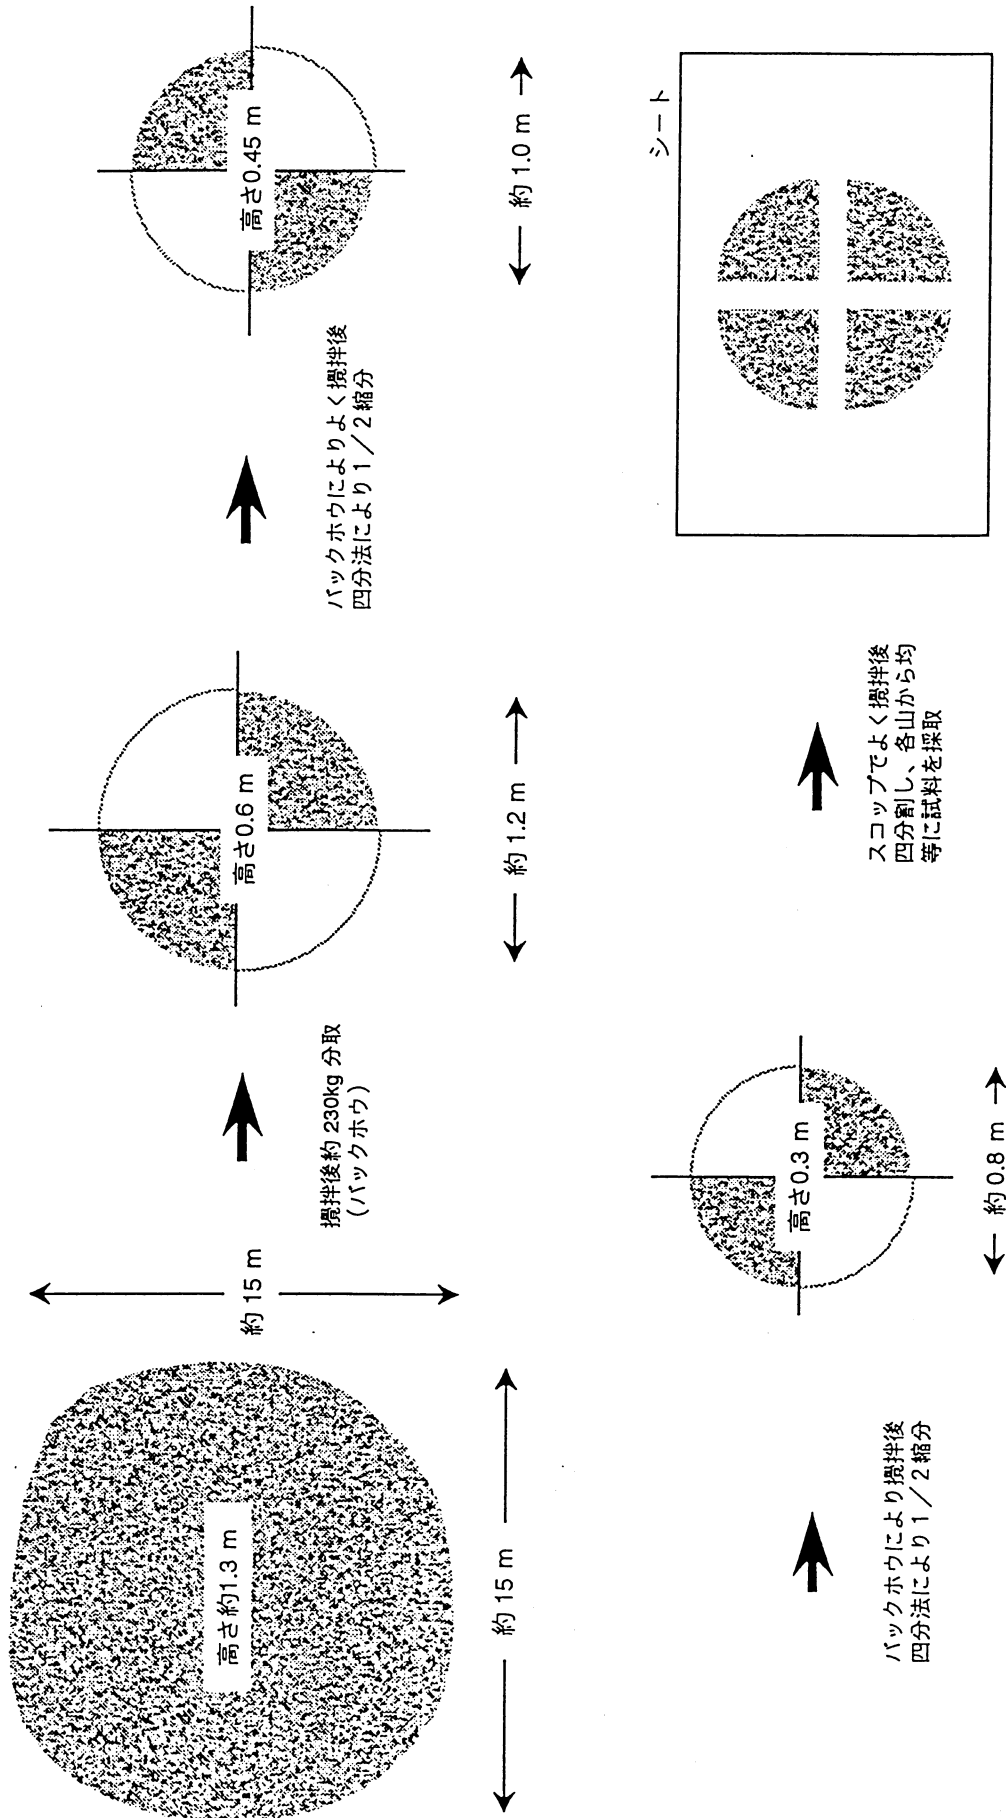 高さ約1.3 m
約 15 m
約 15 m
攪拌後約 230kg 分取
(バックホウ)
高さ0.6 m
約 1.2 m
バックホウによりよく攪拌後
四分法により1/2縮分
高さ0.45 m
約 1.0 m
バックホウにより攪拌後
四分法により1/2縮分
高さ0.3 m
約 0.8 m
スコップでよく攪拌後
四分割し、各山から均
等に試料を採取
シート